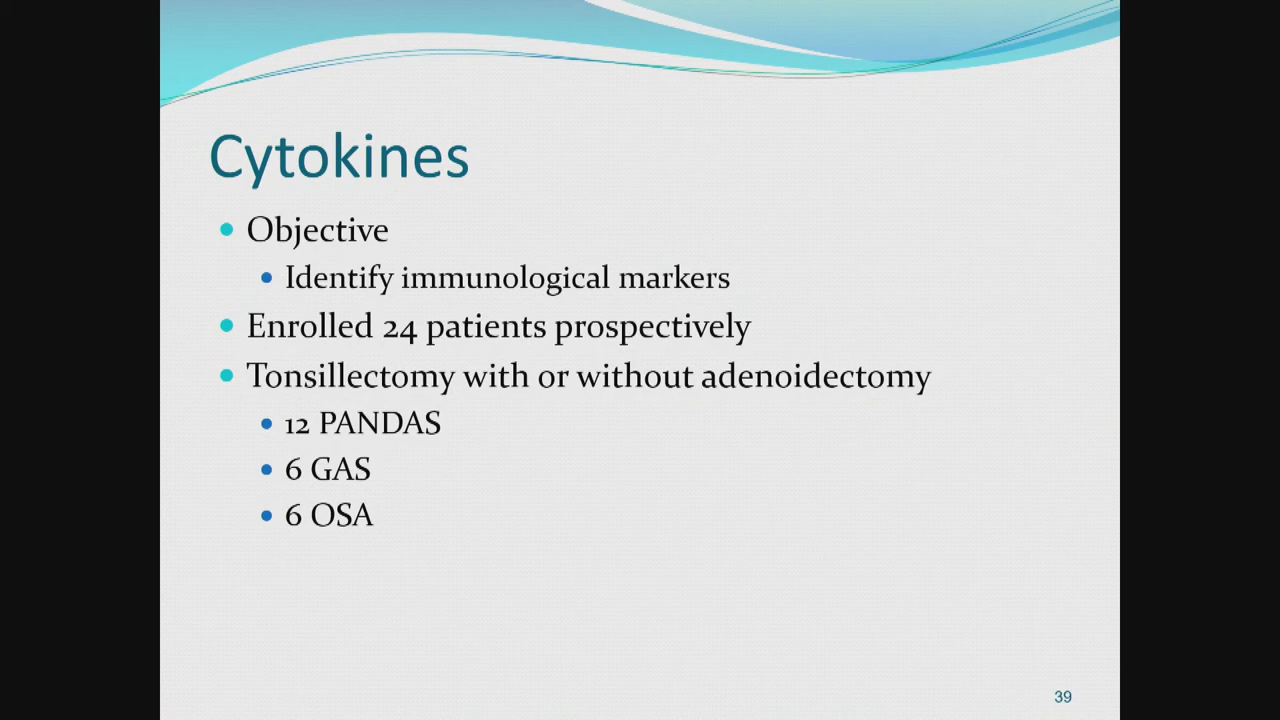 Cytokines
Objective
Identify immunological markers
Enrolled 24 patients prospectively
Tonsillectomy with or without adenoidectomy
12 PANDAS
6 GAS
6 OSA
39